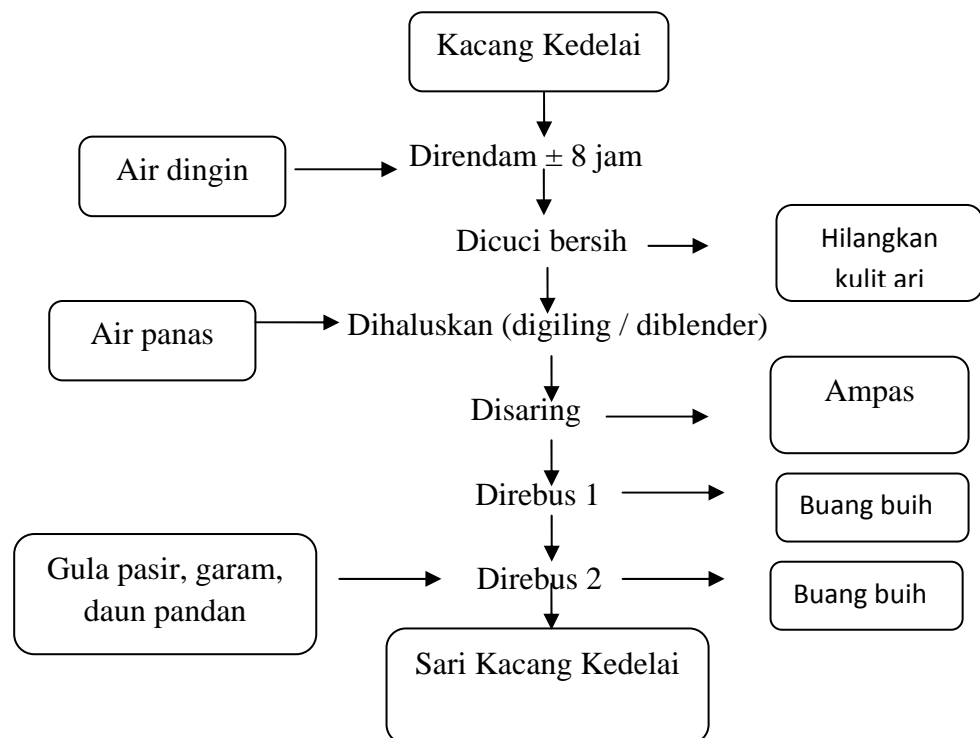 Kacang Kedelai
Air dingin
Direndam ± 8 jam
Dicuci bersih
Hilangkan
kulit ari
Air panas
Dihaluskan (digiling / diblender)
Disaring
Ampas
Direbus 1
Buang buih
Gula pasir, garam,
daun pandan
Direbus 2
Buang buih
Sari Kacang Kedelai